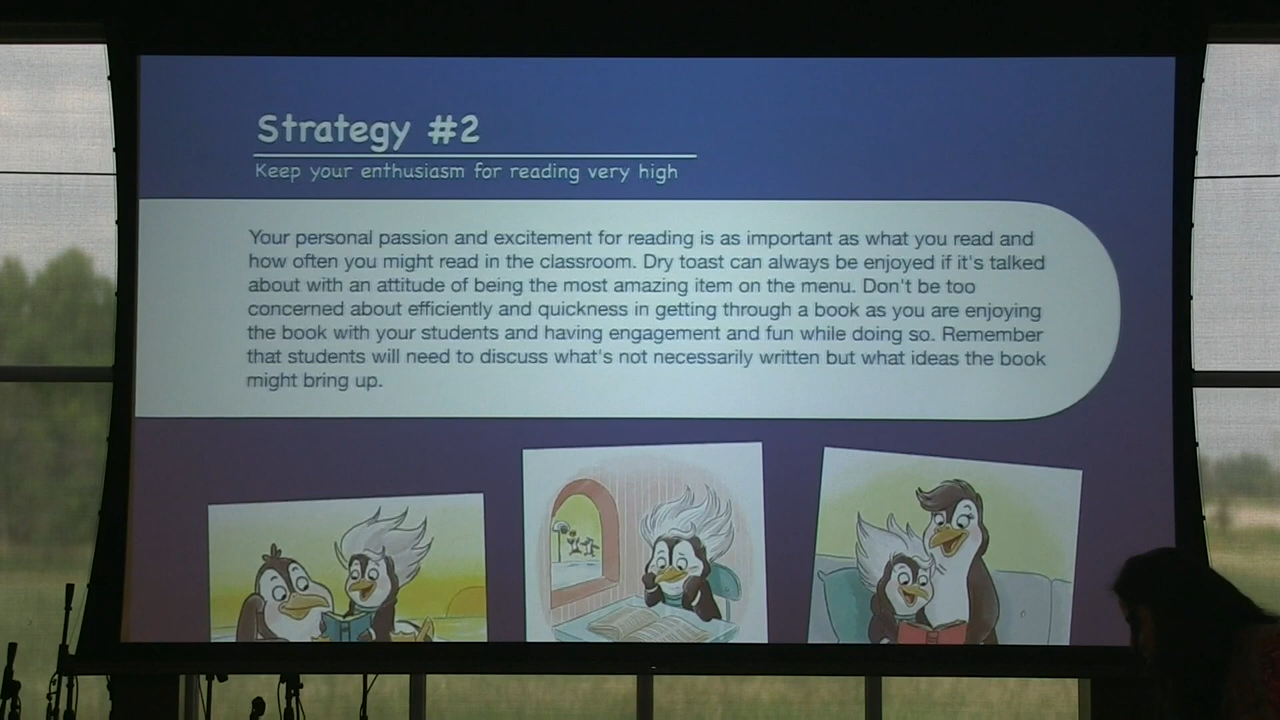 Strategy #2
Keep your enthusiasm for reading very high
Your personal passion and excitement for reading is as important as what you read and
how often you might read in the classroom. Dry toast can always be enjoyed if it's talked
about with an attitude of being the most amazing item on the menu. Don't be too
concerned about efficiently and quickness in getting through a book as you are enjoying
the book with your students and having engagement and fun while doing so. Remember
that students will need to discuss what's not necessarily written but what ideas the book
might bring up.